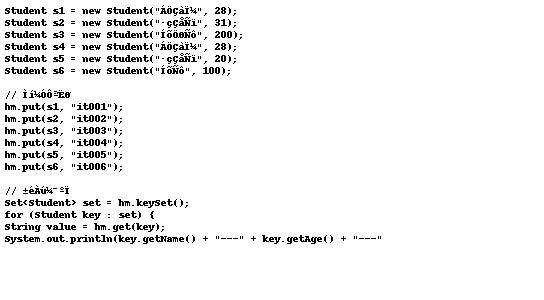 Student s1 = new Student("ÁÖÇàÏ¼", 28);
Student s2 = new Student("·çÇåÑï", 31);
Student s3 = new Student("ÍõÖØÑô", 200);
Student s4 = new Student("ÁÖÇàÏ¼", 28);
Student s5 = new Student("·çÇåÑï", 20);
Student s6 = new Student("ÍõÑô", 100);
// Ìí¼ÓÔªËØ
hm.put(s1, "it001");
hm.put(s2, "it002");
hm.put(s3, "it003");
hm.put(s4, "it004");
hm.put(s5, "it005");
hm.put(s6, "it006");
// ±éÀú¼¯ºÏ
Set<Student> set = hm.keySet();
for (Student key : set) {
String value = hm.get(key);
System.out.println(key.getName() + "---" + key.getAge() + "---"